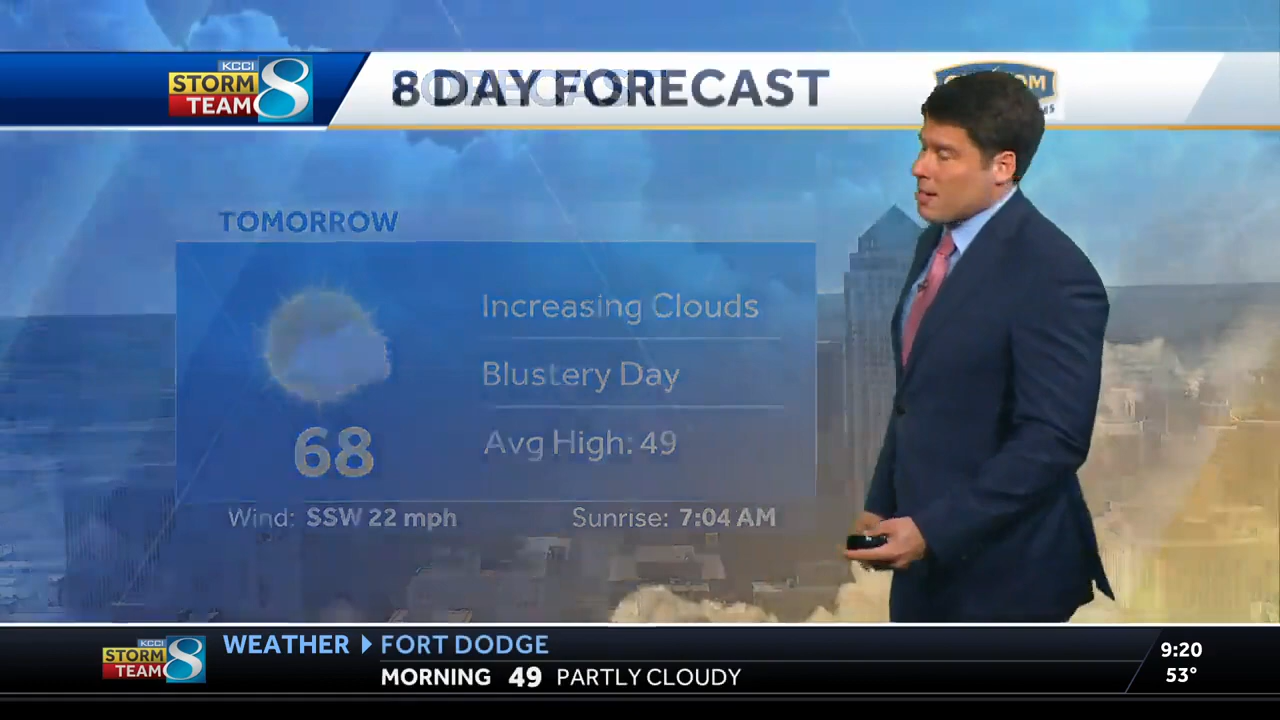 KCCI
STORM
TEAM 8
8 DAY FORECAST
TOMORROW
Increasing Clouds
Blustery Day
68
Avg High: 49
Wind: SSW 22 mph
Sunrise: 7:04 AM
KCCI
STORM
TEAM 8
WEATHER
FORT DODGE
MORNING 49 PARTLY CLOUDY
9:20
53°